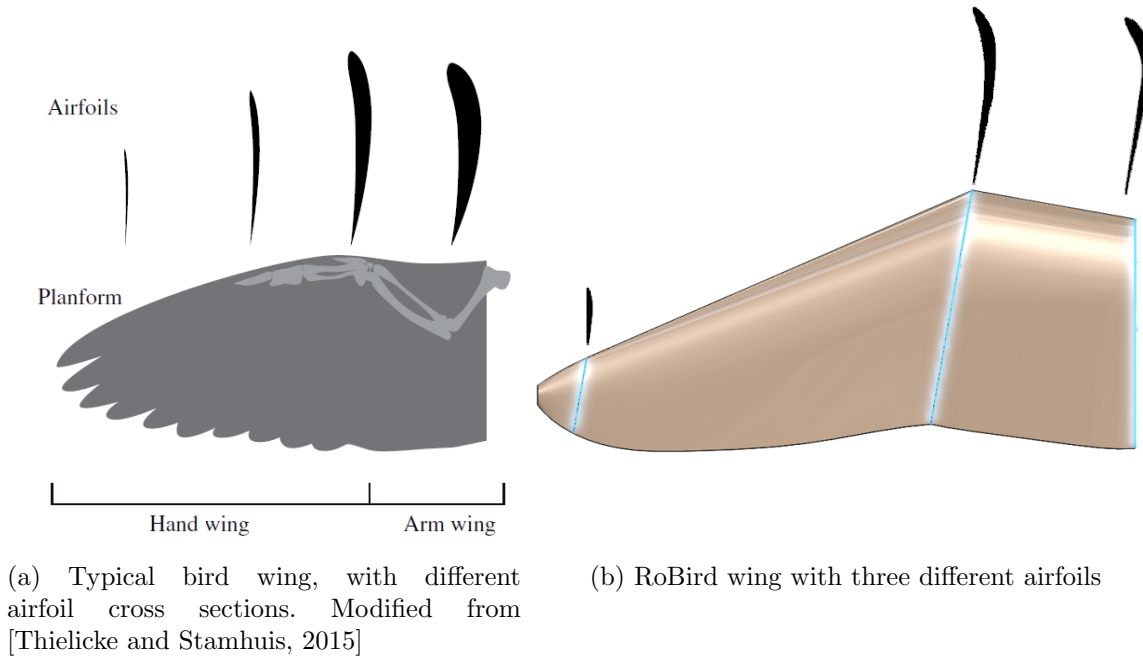 Airfoils
Planform
Hand wing
Arm wing
(a) Typical bird wing, with different
airfoil cross sections. Modified from
[Thielicke and Stamhuis, 2015]
(b) RoBird wing with three different airfoils